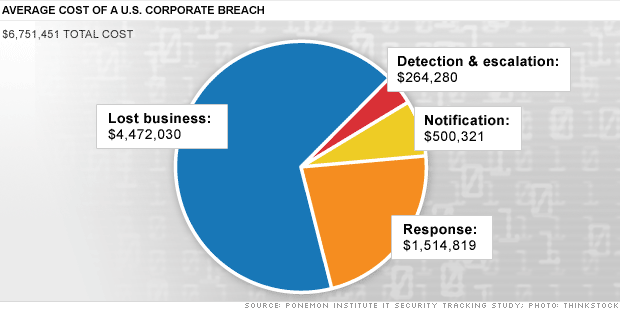 AVERAGE COST OF A U.S. CORPORATE BREACH
$6,751,451 TOTAL COST
Detection & escalation:
$264,280
Lost business:
$4,472,030
Notification:
$500,321
Response:
$1,514,819
SOURCE: PONEMON INSTITUTE IT SECURITY TRACKING STUDY; PHOTO: THINKSTOCK